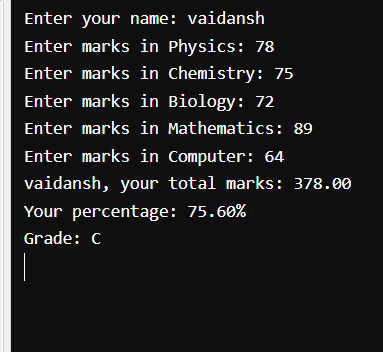 Enter your name: vaidansh
Enter marks in Physics: 78
Enter marks in Chemistry: 75
Enter marks in Biology: 72
Enter marks in Mathematics: 89
Enter marks in Computer: 64
vaidansh, your total marks: 378.00
Your percentage: 75.60%
Grade: C